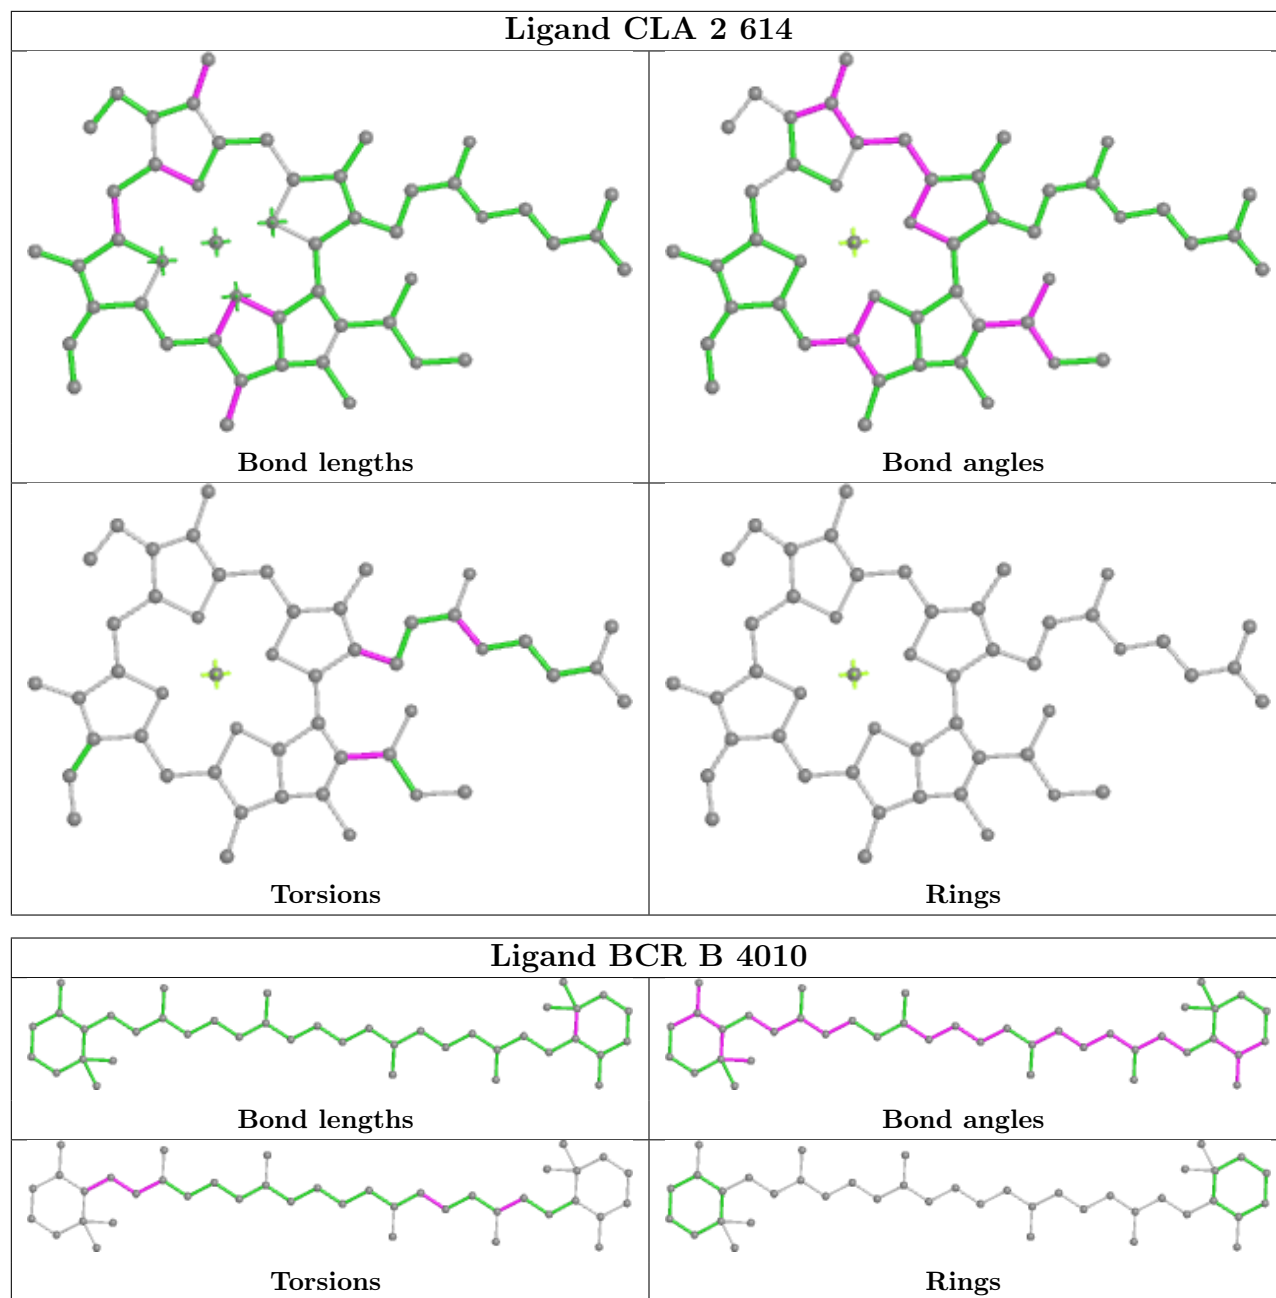 Ligand CLA 2 614
Bond lengths
Bond angles
Torsions
Rings
Ligand BCR B 4010
Bond lengths
Bond angles
Torsions
Rings